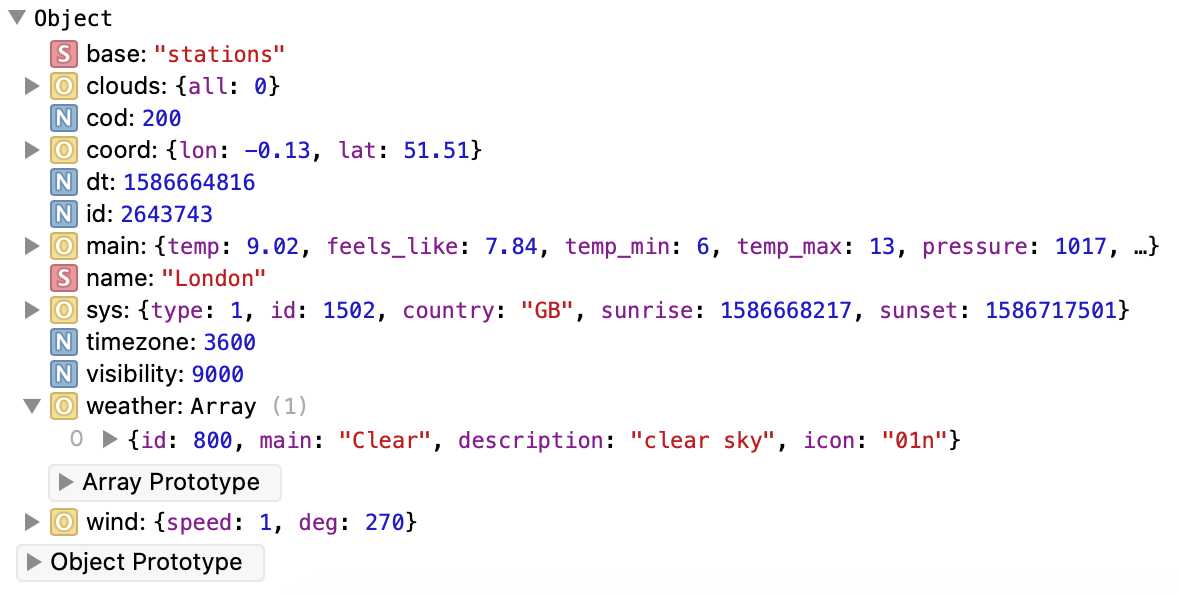 Object
S base: "stations"
O clouds: {all: 0}
N cod: 200
O coord: {lon: -0.13, lat: 51.51}
N dt: 1586664816
N id: 2643743
O main: {temp: 9.02, feels_like: 7.84, temp_min: 6, temp_max: 13, pressure: 1017, …}
S name: "London"
O sys: {type: 1, id: 1502, country: "GB", sunrise: 1586668217, sunset: 1586717501}
N timezone: 3600
N visibility: 9000
O weather: Array (1)
0 {id: 800, main: "Clear", description: "clear sky", icon: "01n"}
Array Prototype
O wind: {speed: 1, deg: 270}
Object Prototype